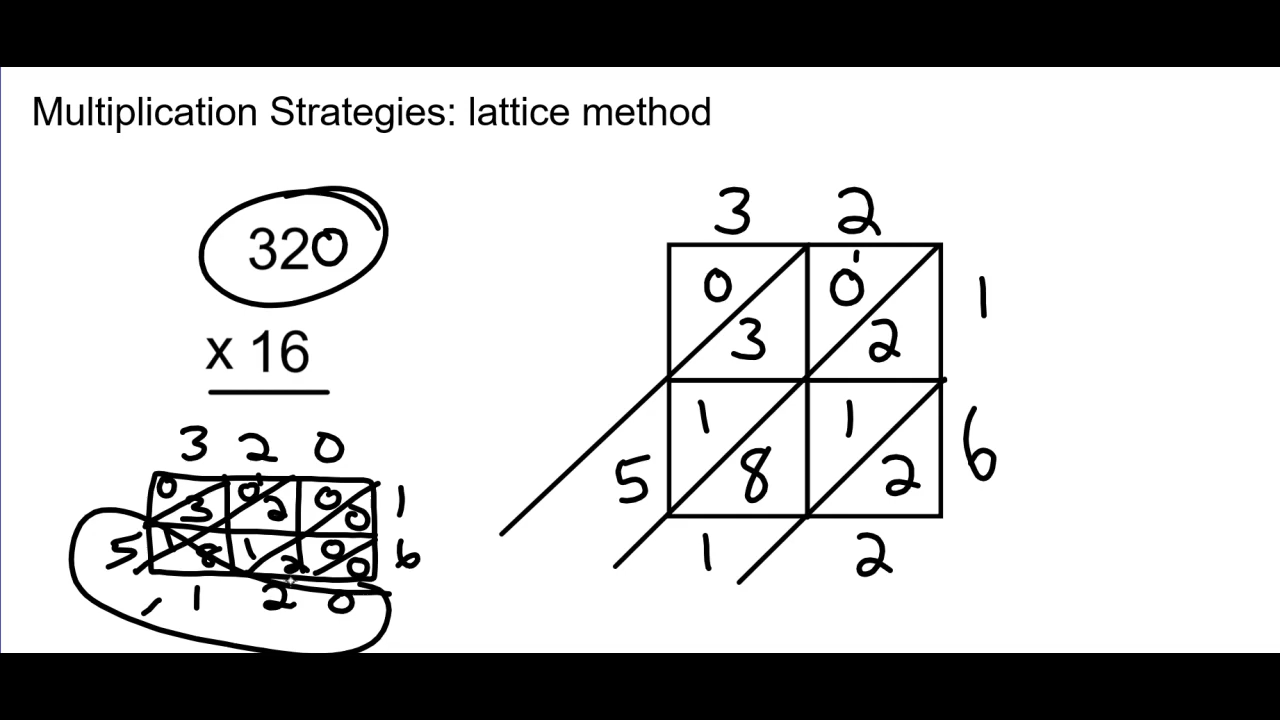 Multiplication Strategies: lattice method
320
x 16
3 2 0
0 0' 0 1
3 2 0
5 1 8 1 2 0 0 6
, 1 2 0
3 2
0 0' 1
3 2
1 1 6
5 8 2
1 2